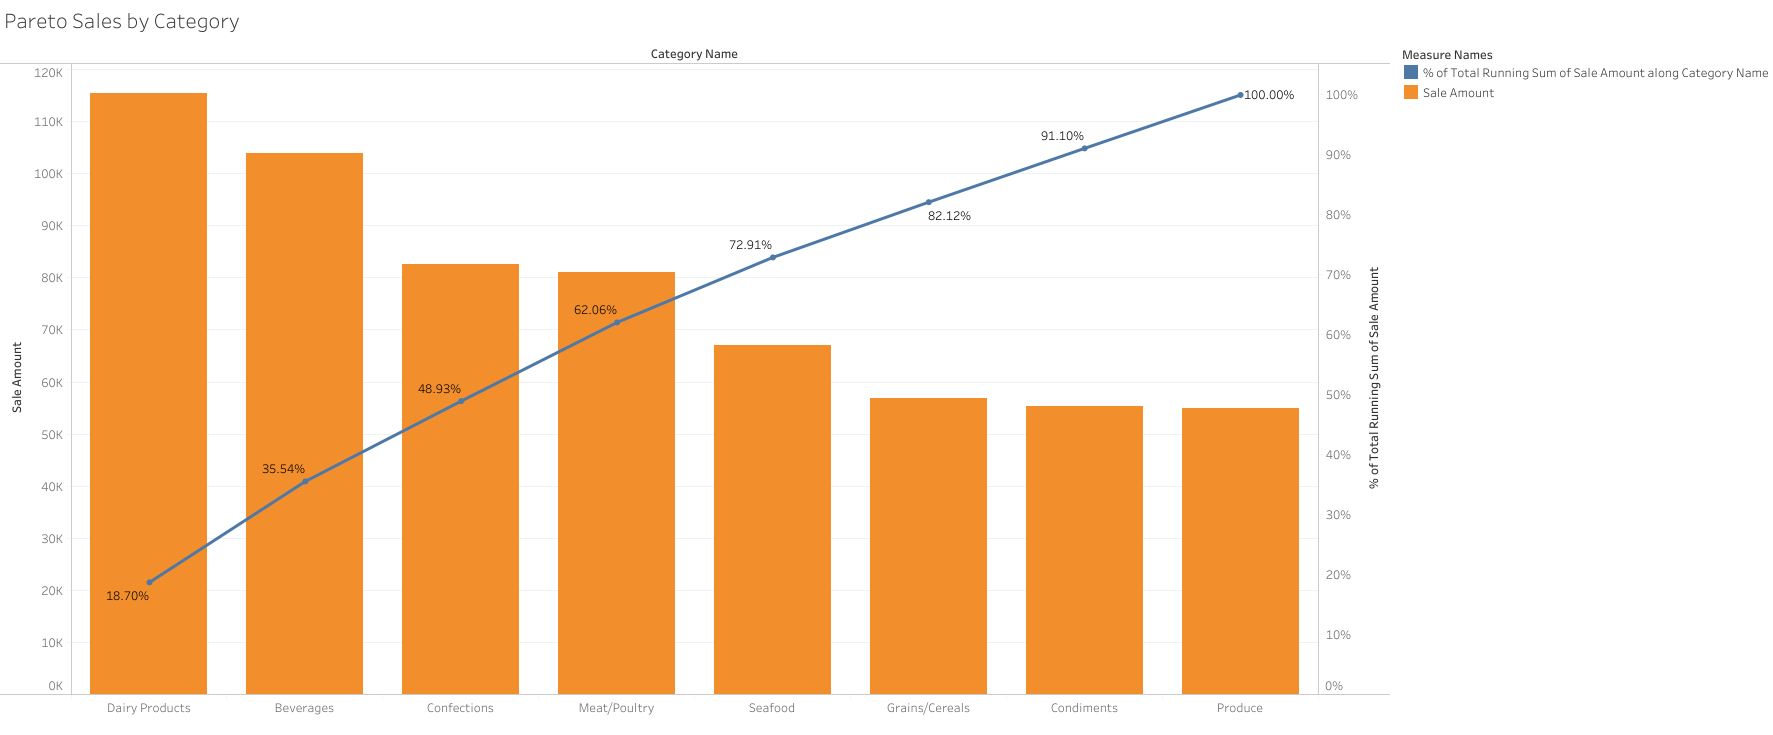 Pareto Sales by Category
Category Name
Measure Names
% of Total Running Sum of Sale Amount along Category Name
Sale Amount
120K
110K
100K
90K
80K
70K
60K
50K
40K
30K
20K
10K
0K
Sale Amount
18.70%
35.54%
48.93%
62.06%
72.91%
82.12%
91.10%
100.00%
100%
90%
80%
70%
60%
50%
40%
30%
20%
10%
0%
% of Total Running Sum of Sale Amount
Dairy Products
Beverages
Confections
Meat/Poultry
Seafood
Grains/Cereals
Condiments
Produce